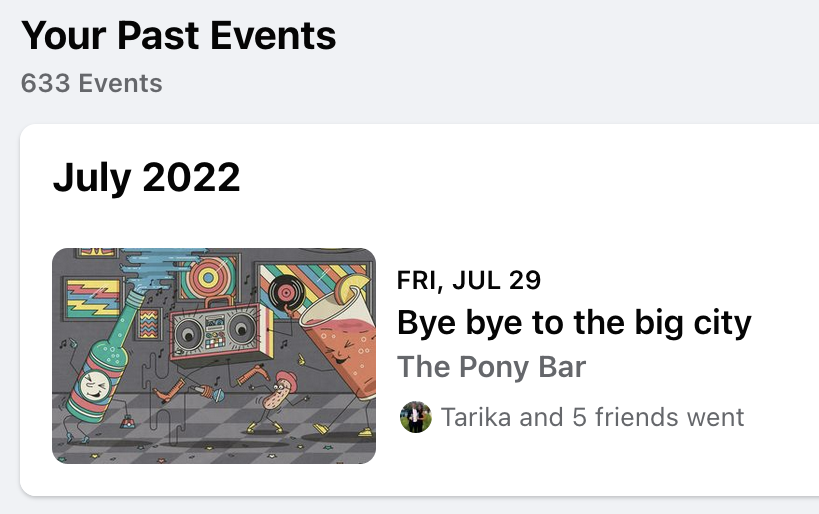 Your Past Events
633 Events
July 2022
FRI, JUL 29
Bye bye to the big city
The Pony Bar
Tarika and 5 friends went